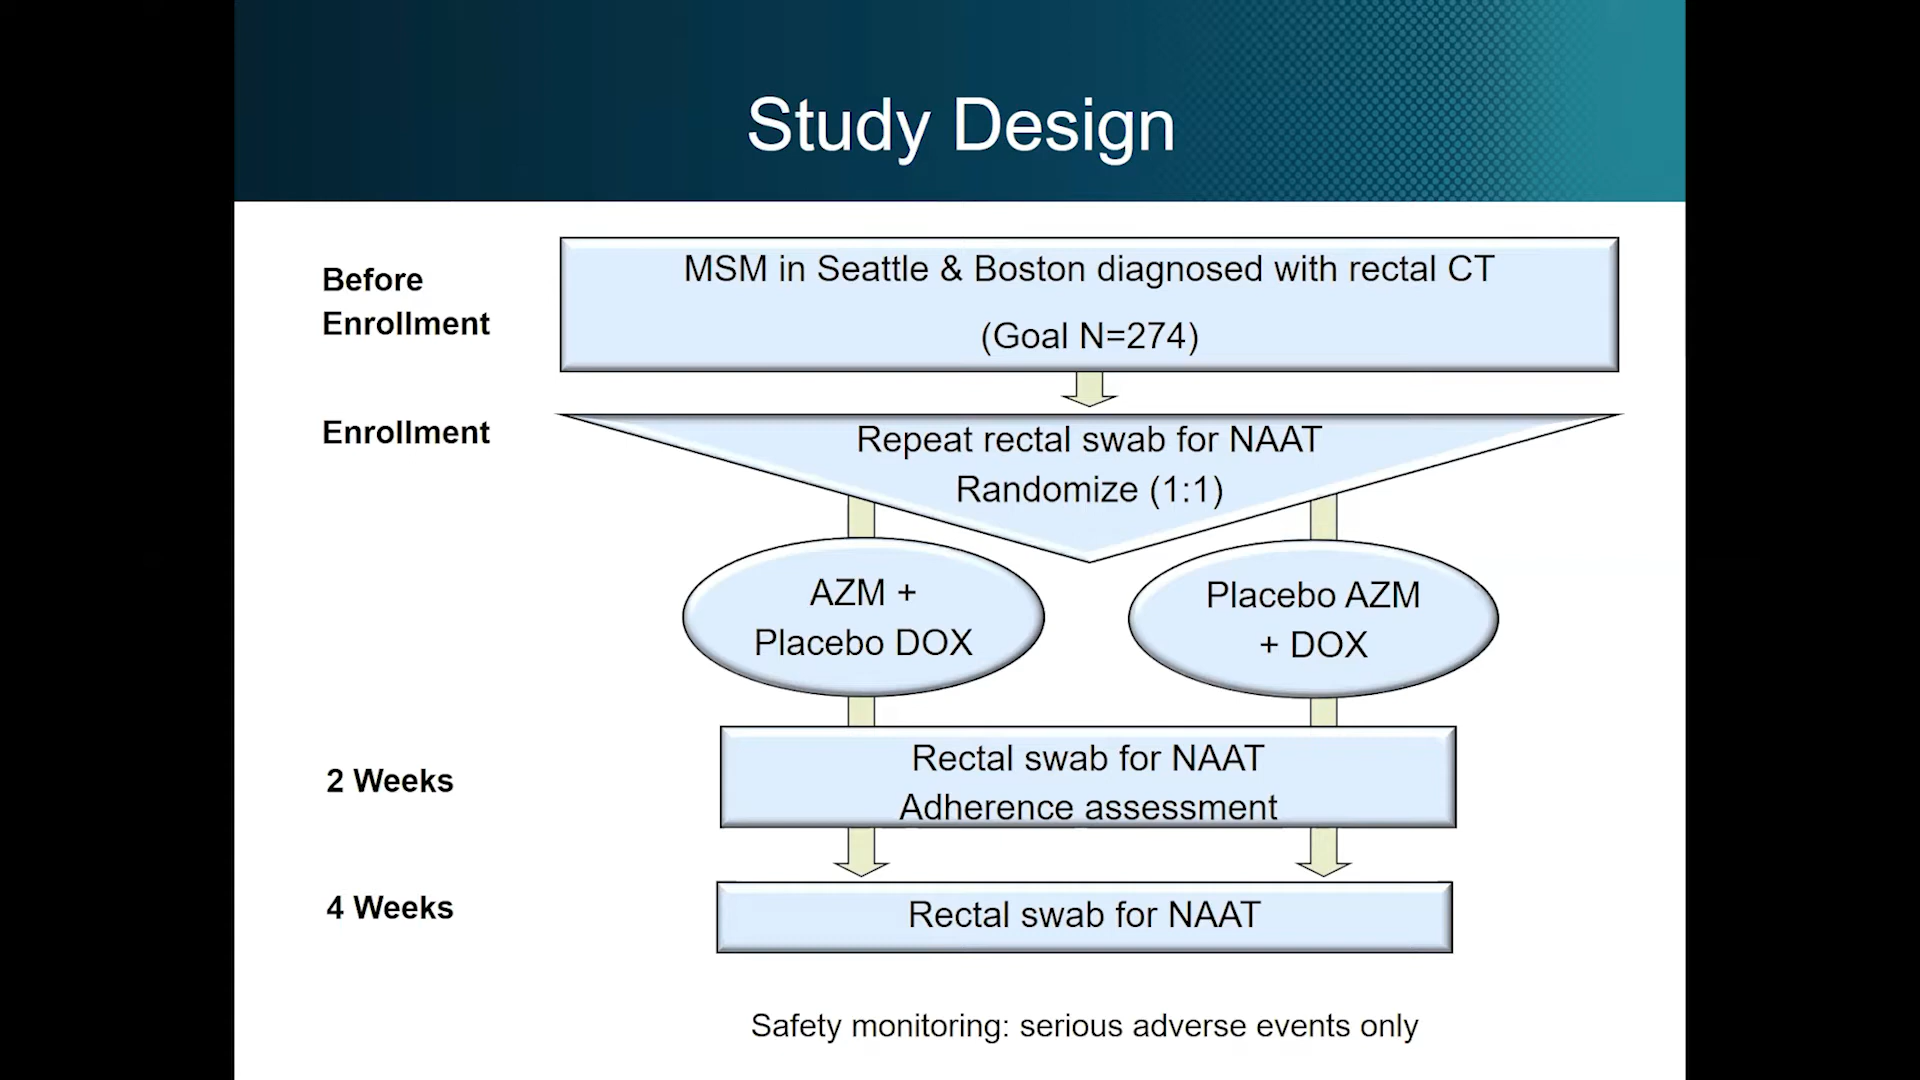 Study Design
Before
Enrollment
MSM in Seattle & Boston diagnosed with rectal CT
(Goal N=274)
Enrollment
Repeat rectal swab for NAAT
Randomize (1:1)
AZM +
Placebo DOX
Placebo AZM
+ DOX
2 Weeks
Rectal swab for NAAT
Adherence assessment
4 Weeks
Rectal swab for NAAT
Safety monitoring: serious adverse events only